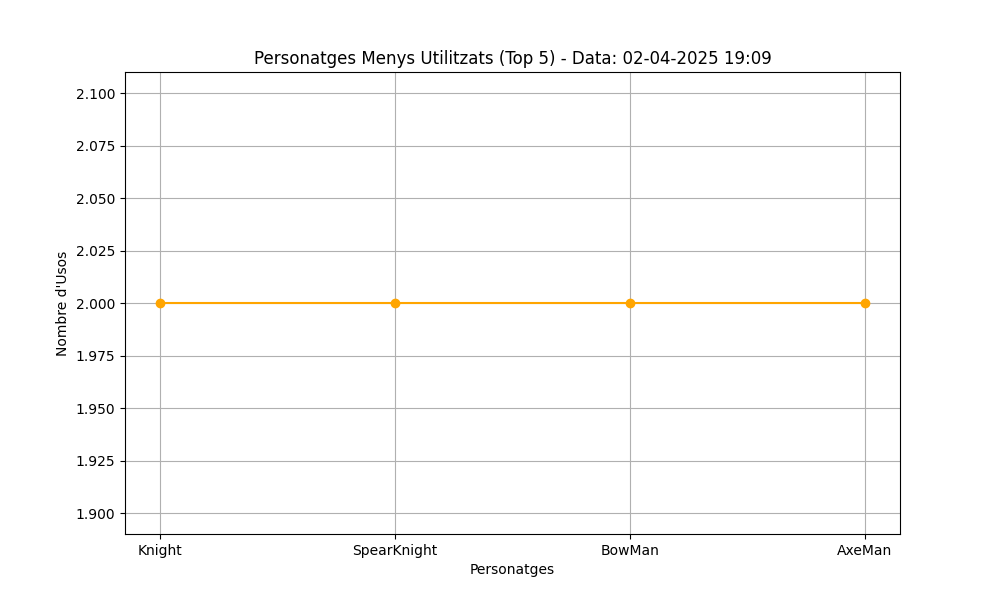 Personatges Menys Utilitzats (Top 5) - Data: 02-04-2025 19:09
Nombre d'Usos
2.100
2.075
2.050
2.025
2.000
1.975
1.950
1.925
1.900
Knight SpearKnight BowMan AxeMan
Personatges